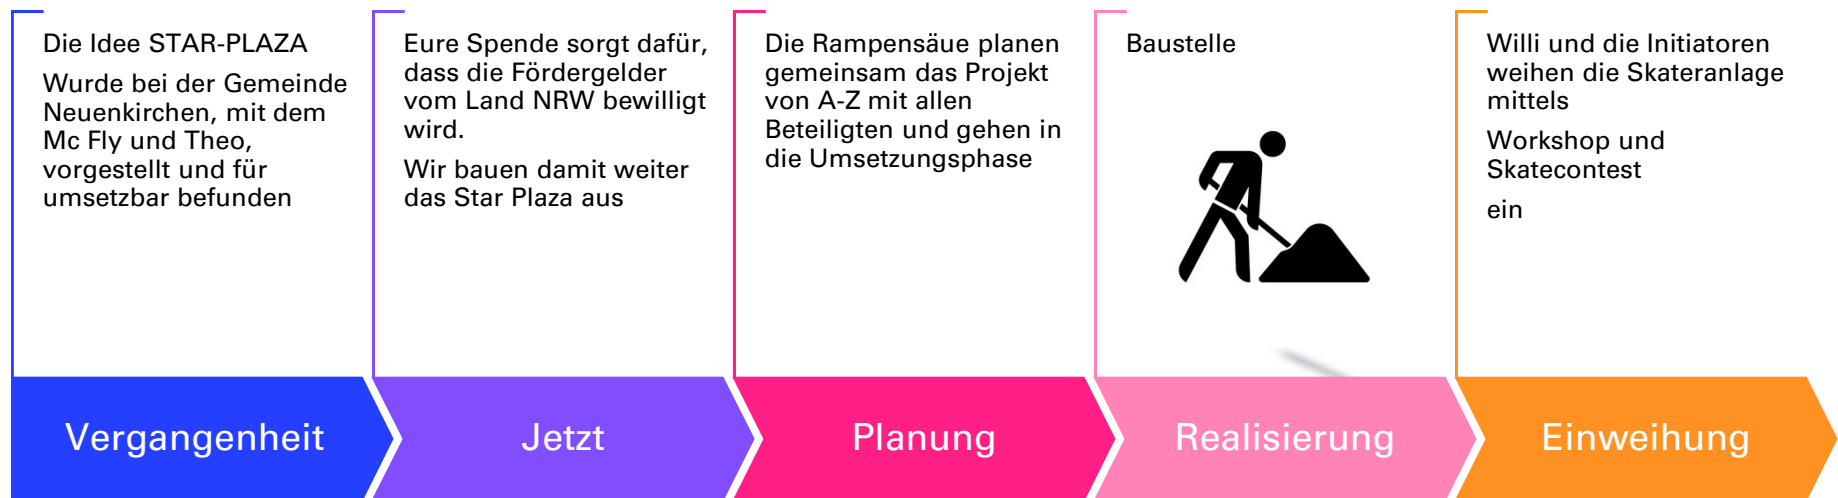 Die Idee STAR-PLAZA
Wurde bei der Gemeinde
Neuenkirchen, mit dem
Mc Fly und Theo,
vorgestellt und für
umsetzbar befunden
Eure Spende sorgt dafür,
dass die Fördergelder
vom Land NRW bewilligt
wird.
Wir bauen damit weiter
das Star Plaza aus
Die Rampensäue planen
gemeinsam das Projekt
von A-Z mit allen
Beteiligten und gehen in
die Umsetzungsphase
Baustelle
Willi und die Initiatoren
weihen die Skateranlage
mittels
Workshop und
Skatecontest
ein
Vergangenheit
Jetzt
Planung
Realisierung
Einweihung